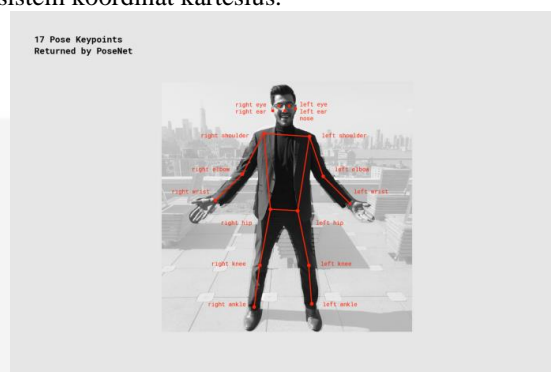 sistem koordinat kartesius.
17 Pose Keypoints
Returned by PoseNet
right eye
left eye
right ear
left ear
nose
right shoulder
left shoulder
right elbow
left elbow
right wrist
left wrist
right hip
left hip
right knee
left knee
right ankle
left ankle